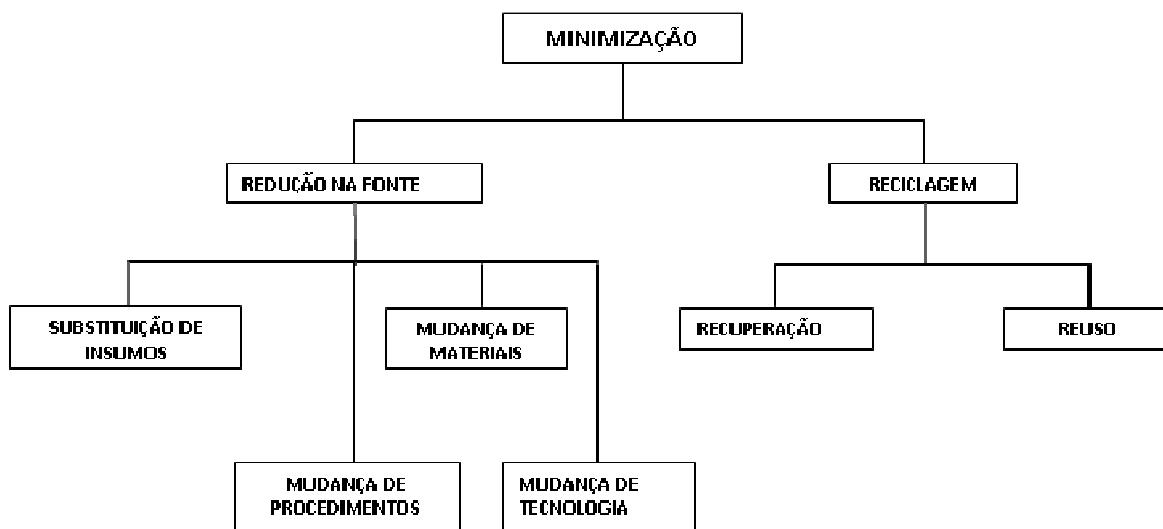 MINIMIZAÇÃO
REDUÇÃO NA FONTE
RECICLAGEM
SUBSTITUIÇÃO DE
INSUMOS
MUDANÇA DE
MATERIAIS
RECUPERAÇÃO
REUSO
MUDANÇA DE
PROCEDIMENTOS
MUDANÇA DE
TECNOLOGIA